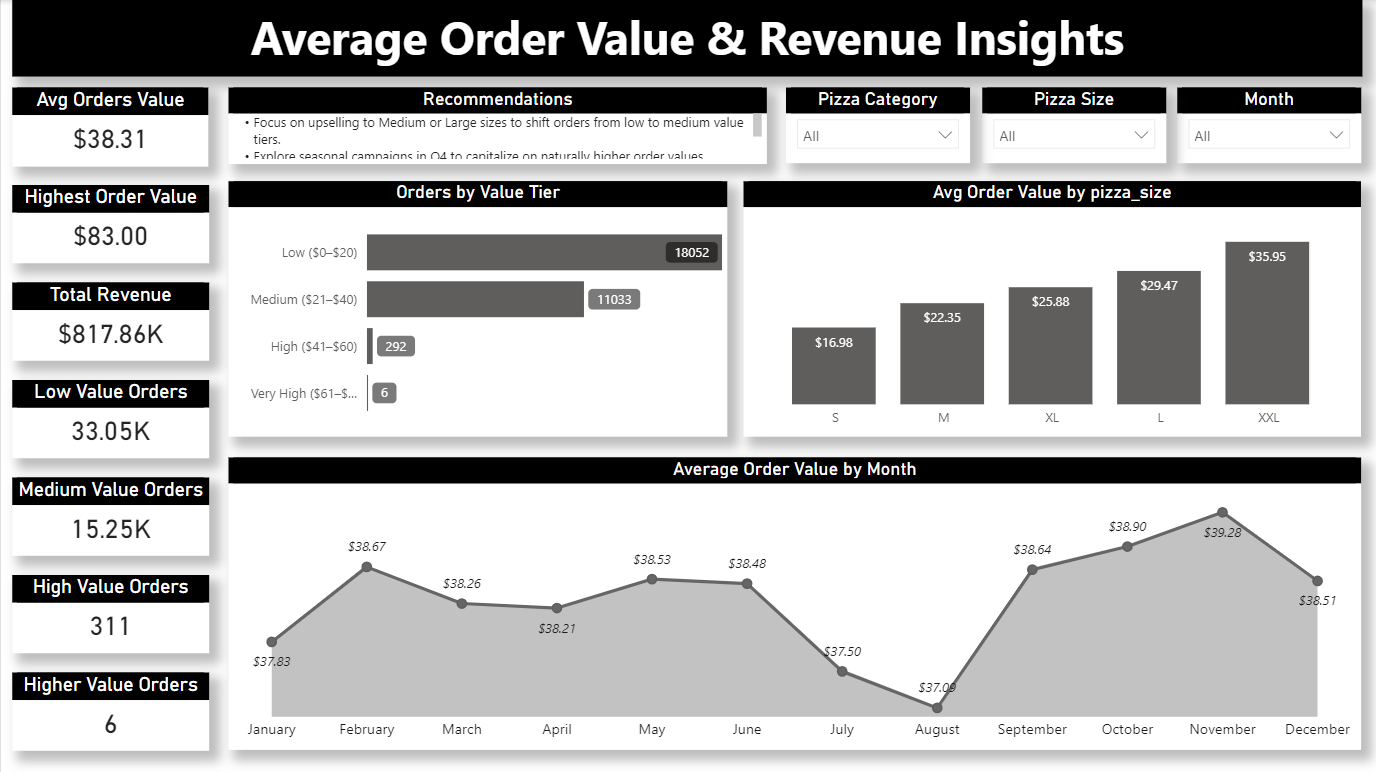 Average Order Value & Revenue Insights
Avg Orders Value
$38.31
Highest Order Value
$83.00
Total Revenue
$817.86K
Low Value Orders
33.05K
Medium Value Orders
15.25K
High Value Orders
311
Higher Value Orders
6
Recommendations
• Focus on upselling to Medium or Large sizes to shift orders from low to medium value
tiers.
• Explore seasonal campaigns in Q4 to capitalize on naturally higher order values
Pizza Category
All
Pizza Size
All
Month
All
Orders by Value Tier
Low ($0–$20) 18052
Medium ($21–$40) 11033
High ($41–$60) 292
Very High ($61–$... 6
Avg Order Value by pizza_size
$16.98 $22.35 $25.88 $29.47 $35.95
S M XL L XXL
Average Order Value by Month
$37.83 $38.67 $38.26 $38.21 $38.53 $38.48 $37.50 $37.09 $38.64 $38.90 $39.28 $38.51
January February March April May June July August September October November December